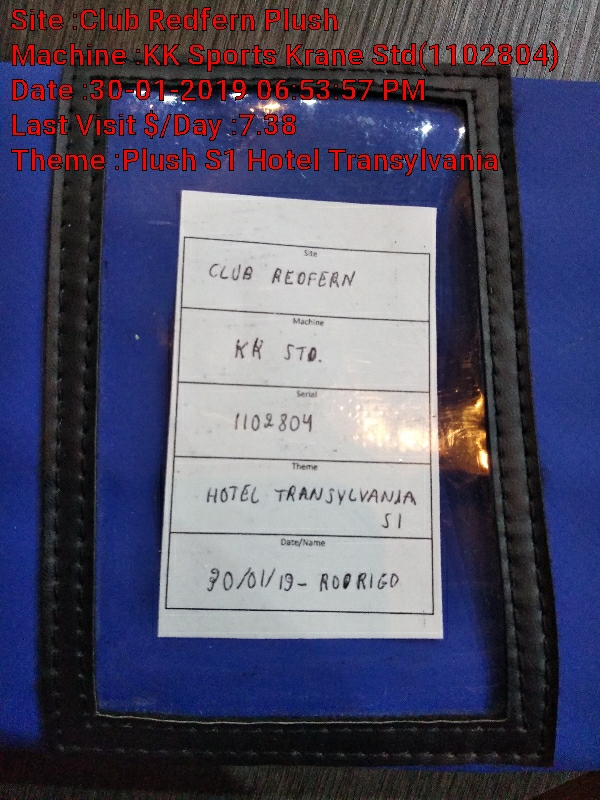 Site :Club Redfern Plush
Machine :KK Sports Krane Std(1102804)
Date :30-01-2019 06:53:57 PM
Last Visit $/Day :7.38
Theme :Plush S1 Hotel Transylvania
Site
CLUB REDFERN
Machine
KK STD.
Serial
1102804
Theme
HOTEL TRANSYLVANIA
S1
Date/Name
30/01/19- RODRIGO